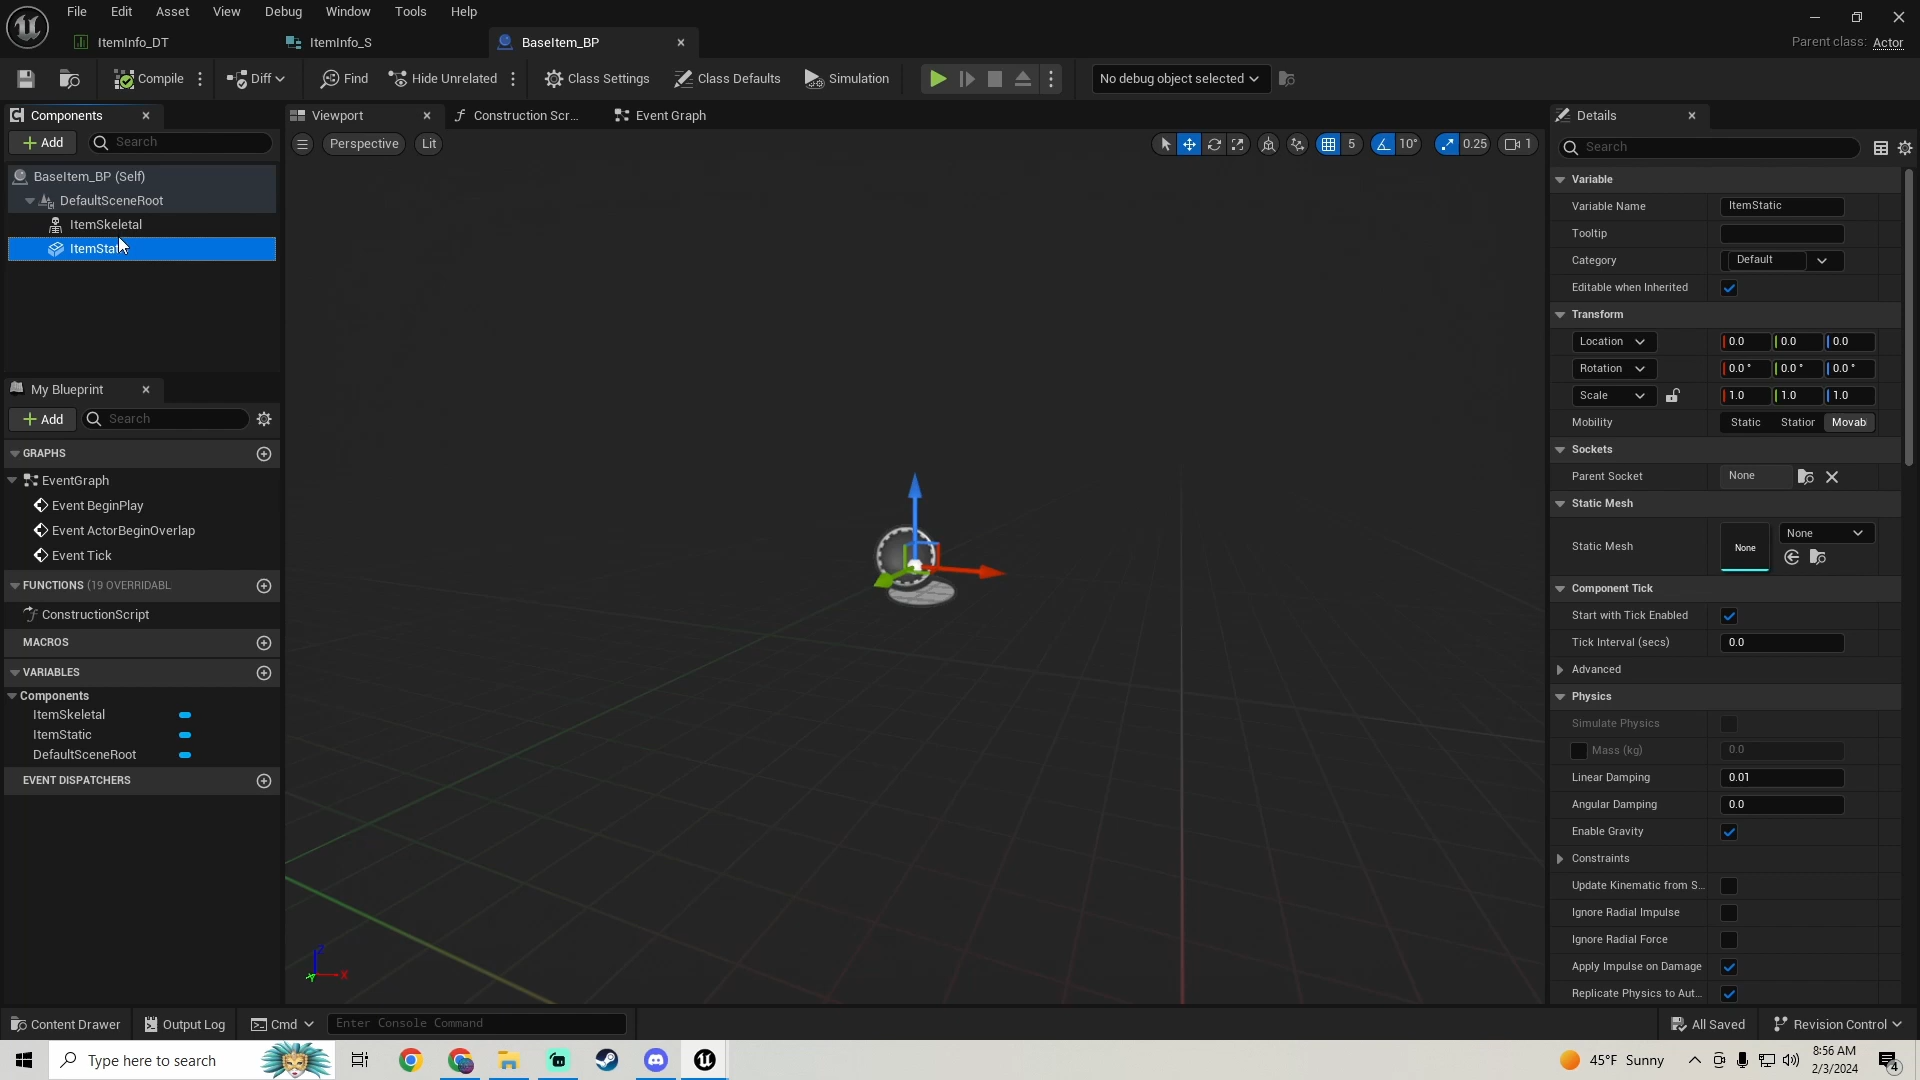 File Edit Asset View Debug Window Tools Help
ItemInfo_DT ItemInfo_S BaseItem_BP
Parent class: Actor
Compile Diff Find Hide Unrelated Class Settings Class Defaults Simulation No debug object selected
Components
Add Search
BaseItem_BP (Self)
DefaultSceneRoot
ItemSkeletal
My Blueprint
Add Search
GRAPHS
EventGraph
Event BeginPlay
Event ActorBeginOverlap
Event Tick
FUNCTIONS (19 OVERRIDABL
ConstructionScript
MACROS
VARIABLES
Components
ItemSkeletal
ItemStatic
DefaultSceneRoot
EVENT DISPATCHERS
Viewport Construction Scr... Event Graph
Perspective Lit 5 10° 0.25 1
X
Details
Search
Variable
Variable Name ItemStatic
Tooltip
Category Default
Editable when Inherited
Transform
Location 0.0 0.0 0.0
Rotation 0.0 ° 0.0 ° 0.0 °
Scale 1.0 1.0 1.0
Mobility Static Statior Movab
Sockets
Parent Socket None
Static Mesh
Static Mesh None None
Component Tick
Start with Tick Enabled
Tick Interval (secs) 0.0
Advanced
Physics
Simulate Physics
Mass (kg) 0.0
Linear Damping 0.01
Angular Damping 0.0
Enable Gravity
Constraints
Update Kinematic from S...
Ignore Radial Impulse
Ignore Radial Force
Apply Impulse on Damage
Replicate Physics to Aut...
Content Drawer Output Log Cmd Enter Console Command All Saved Revision Control
Type here to search 45°F Sunny 8:56 AM
2/3/2024
4